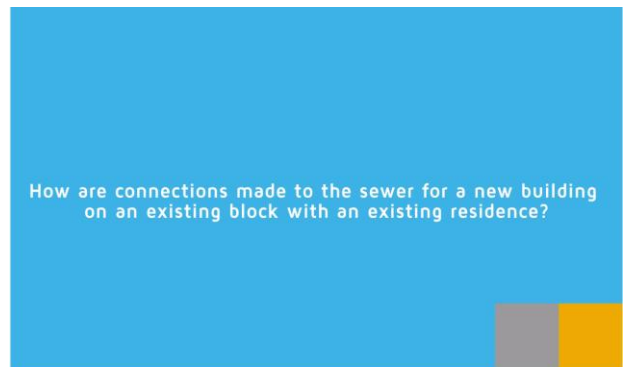 How are connections made to the sewer for a new building
on an existing block with an existing residence?